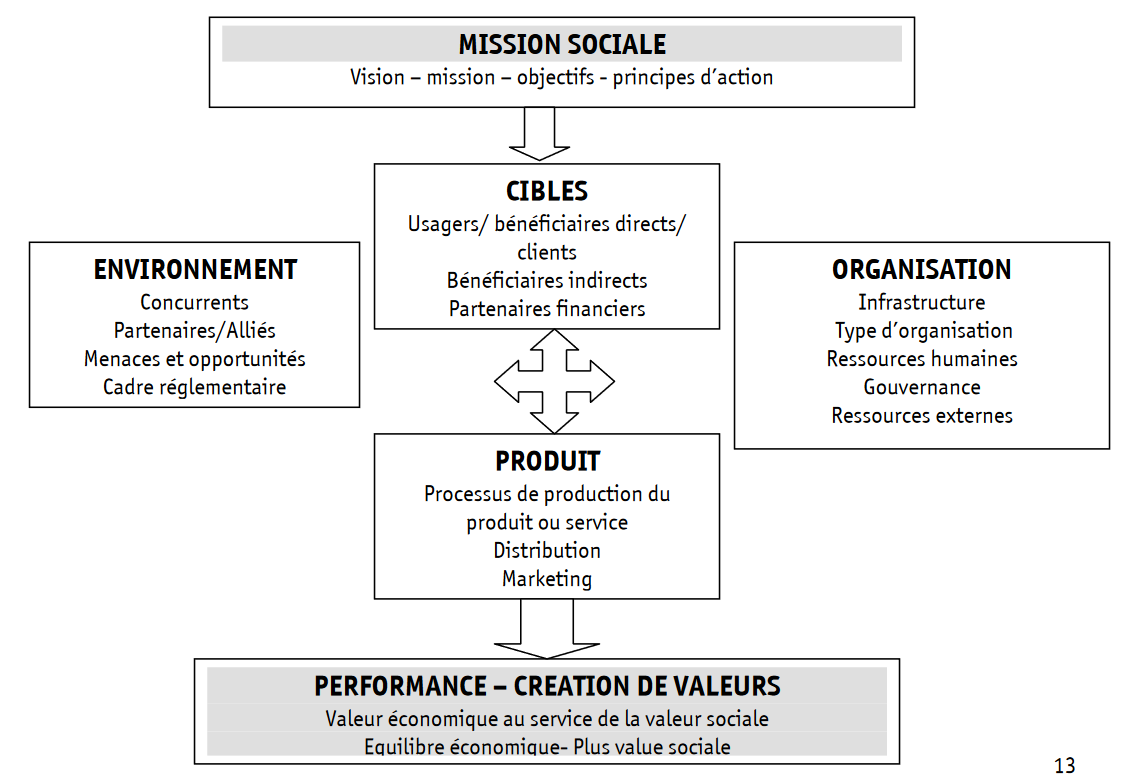 MISSION SOCIALE
Vision – mission – objectifs - principes d’action
CIBLES
Usagers/ bénéficiaires directs/
clients
Bénéficiaires indirects
Partenaires financiers
ENVIRONNEMENT
Concurrents
Partenaires/Alliés
Menaces et opportunités
Cadre réglementaire
ORGANISATION
Infrastructure
Type d’organisation
Ressources humaines
Gouvernance
Ressources externes
PRODUIT
Processus de production du
produit ou service
Distribution
Marketing
PERFORMANCE – CREATION DE VALEURS
Valeur économique au service de la valeur sociale
Equilibre économique- Plus value sociale
13